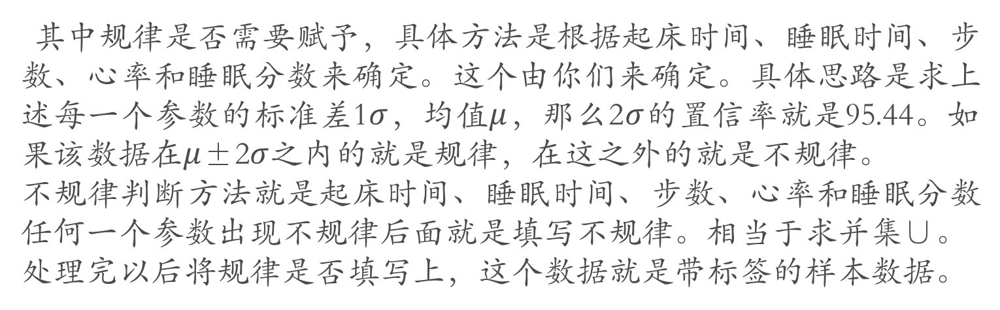 其中规律是否需要赋予，具体方法是根据起床时间、睡眠时间、步
数、心率和睡眠分数来确定。这个由你们来确定。具体思路是求上
述每一个参数的标准差1σ，均值μ，那么2σ的置信率就是95.44。如
果该数据在μ±2σ之内的就是规律，在这之外的就是不规律。
不规律判断方法就是起床时间、睡眠时间、步数、心率和睡眠分数
任何一个参数出现不规律后面就是填写不规律。相当于求并集∪。
处理完以后将规律是否填写上，这个数据就是带标签的样本数据。